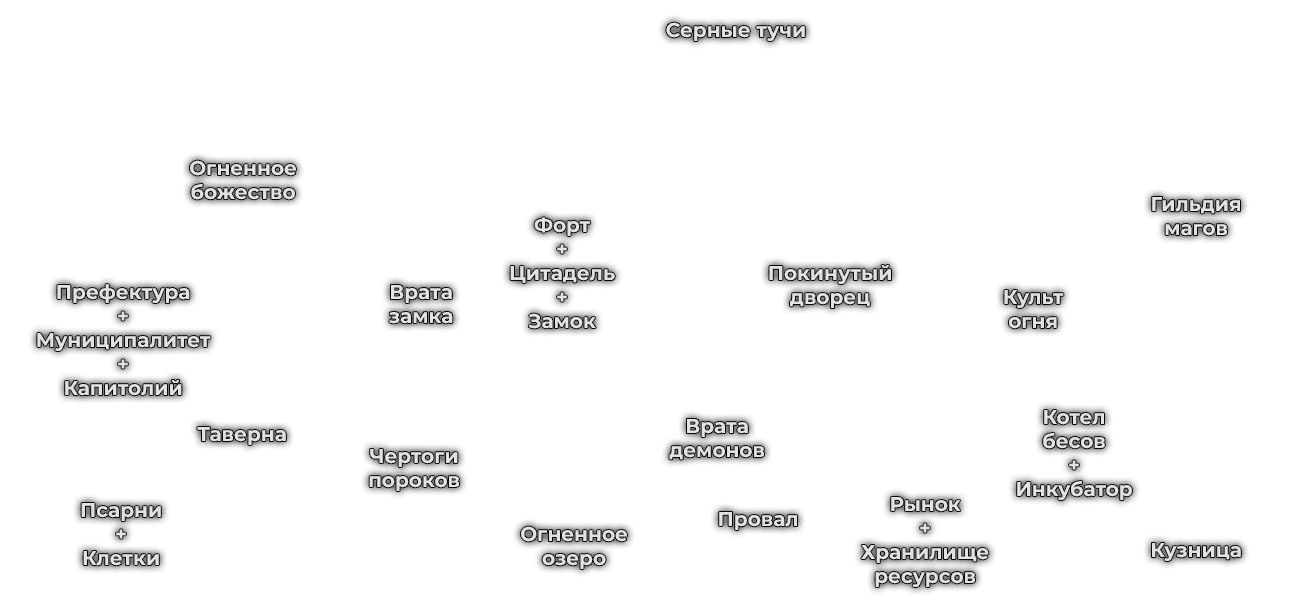 Серные тучи
Огненное
божество
Гильдия
магов
Форт
+
Цитадель
+
Замок
Покинутый
дворец
Префектура
+
Муниципалитет
+
Капитолий
Врата
замка
Культ
огня
Таверна
Чертоги
пороков
Врата
демонов
Котел
бесов
+
Инкубатор
Псарни
+
Клетки
Огненное
озеро
Провал
Рынок
+
Хранилище
ресурсов
Кузница